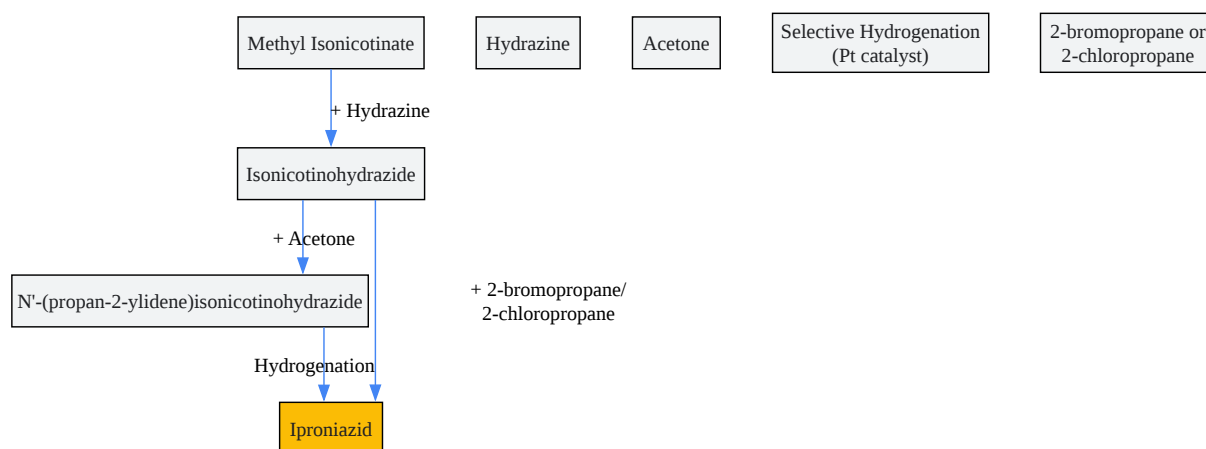 Methyl Isonicotinate
Hydrazine
Acetone
Selective Hydrogenation
(Pt catalyst)
2-bromopropane or
2-chloropropane
+ Hydrazine
Isonicotinohydrazide
+ Acetone
N'-(propan-2-ylidene)isonicotinohydrazide
+ 2-bromopropane/
2-chloropropane
Hydrogenation
Iproniazid